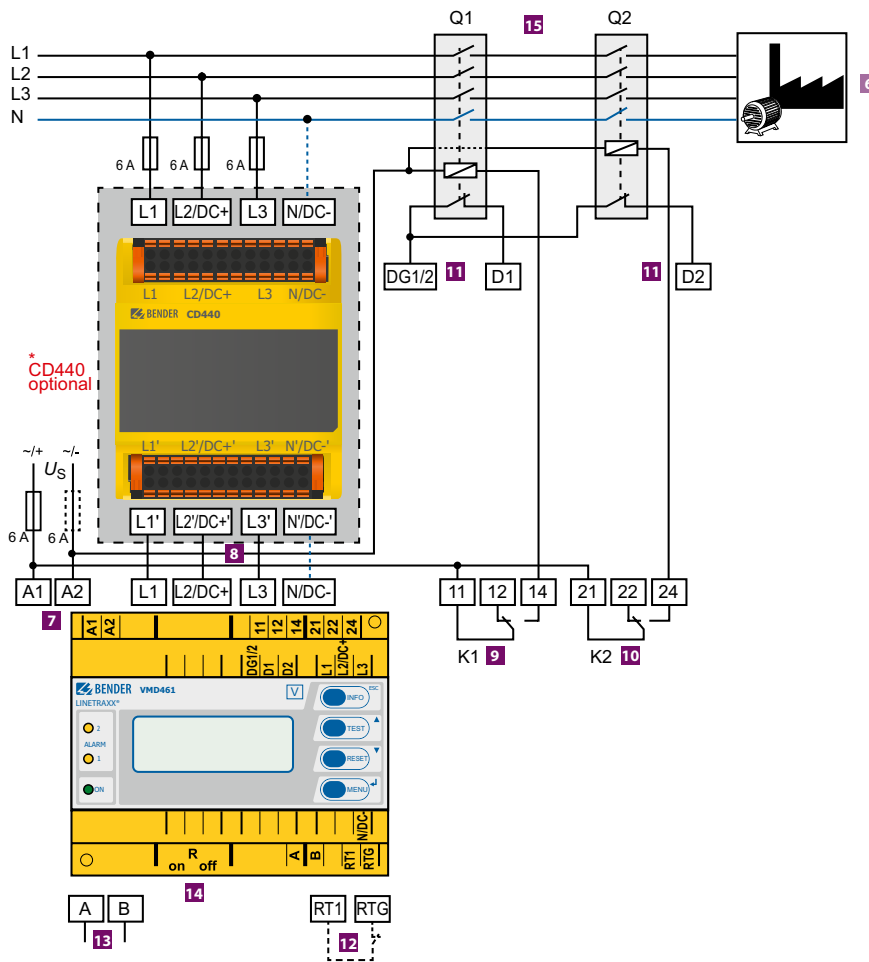 Q1 15 Q2
L1
L2
L3
N
6
6 A 6 A 6 A
L1 L2/DC+ L3 N/DC-
DG1/2 11 D1 11 D2
L1 L2/DC+ L3 N/DC-
BENDER CD440
*
CD440
optional
L1' L2'/DC+' L3' N'/DC-'
~/+ ~/-
US
6 A 6 A
L1' L2'/DC+' L3' N'/DC-'
8
A1 A2 L1 L2/DC+ L3 N/DC- 11 12 14 21 22 24
7
K1 9 K2 10
A1 A2 11 12 14 21 22 24
DG1/2 D1 D2 L1 L2/DC+ L3
BENDER VMD461 V INFO ESC
LINETRAXX®
2 TEST
ALARM
1 RESET
ON MENU
N/DC-
R
on off A B RT1 RTG
14
A B RT1 RTG
13 12